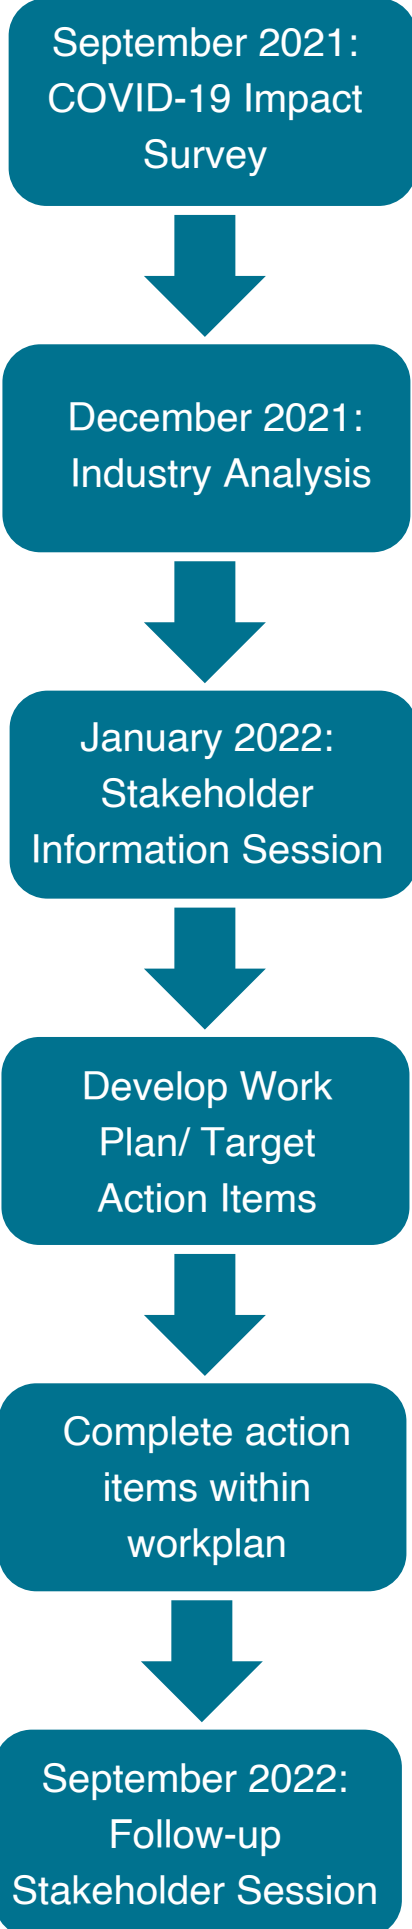 September 2021:
COVID-19 Impact
Survey
December 2021:
Industry Analysis
January 2022:
Stakeholder
Information Session
Develop Work
Plan/ Target
Action Items
Complete action
items within
workplan
September 2022:
Follow-up
Stakeholder Session